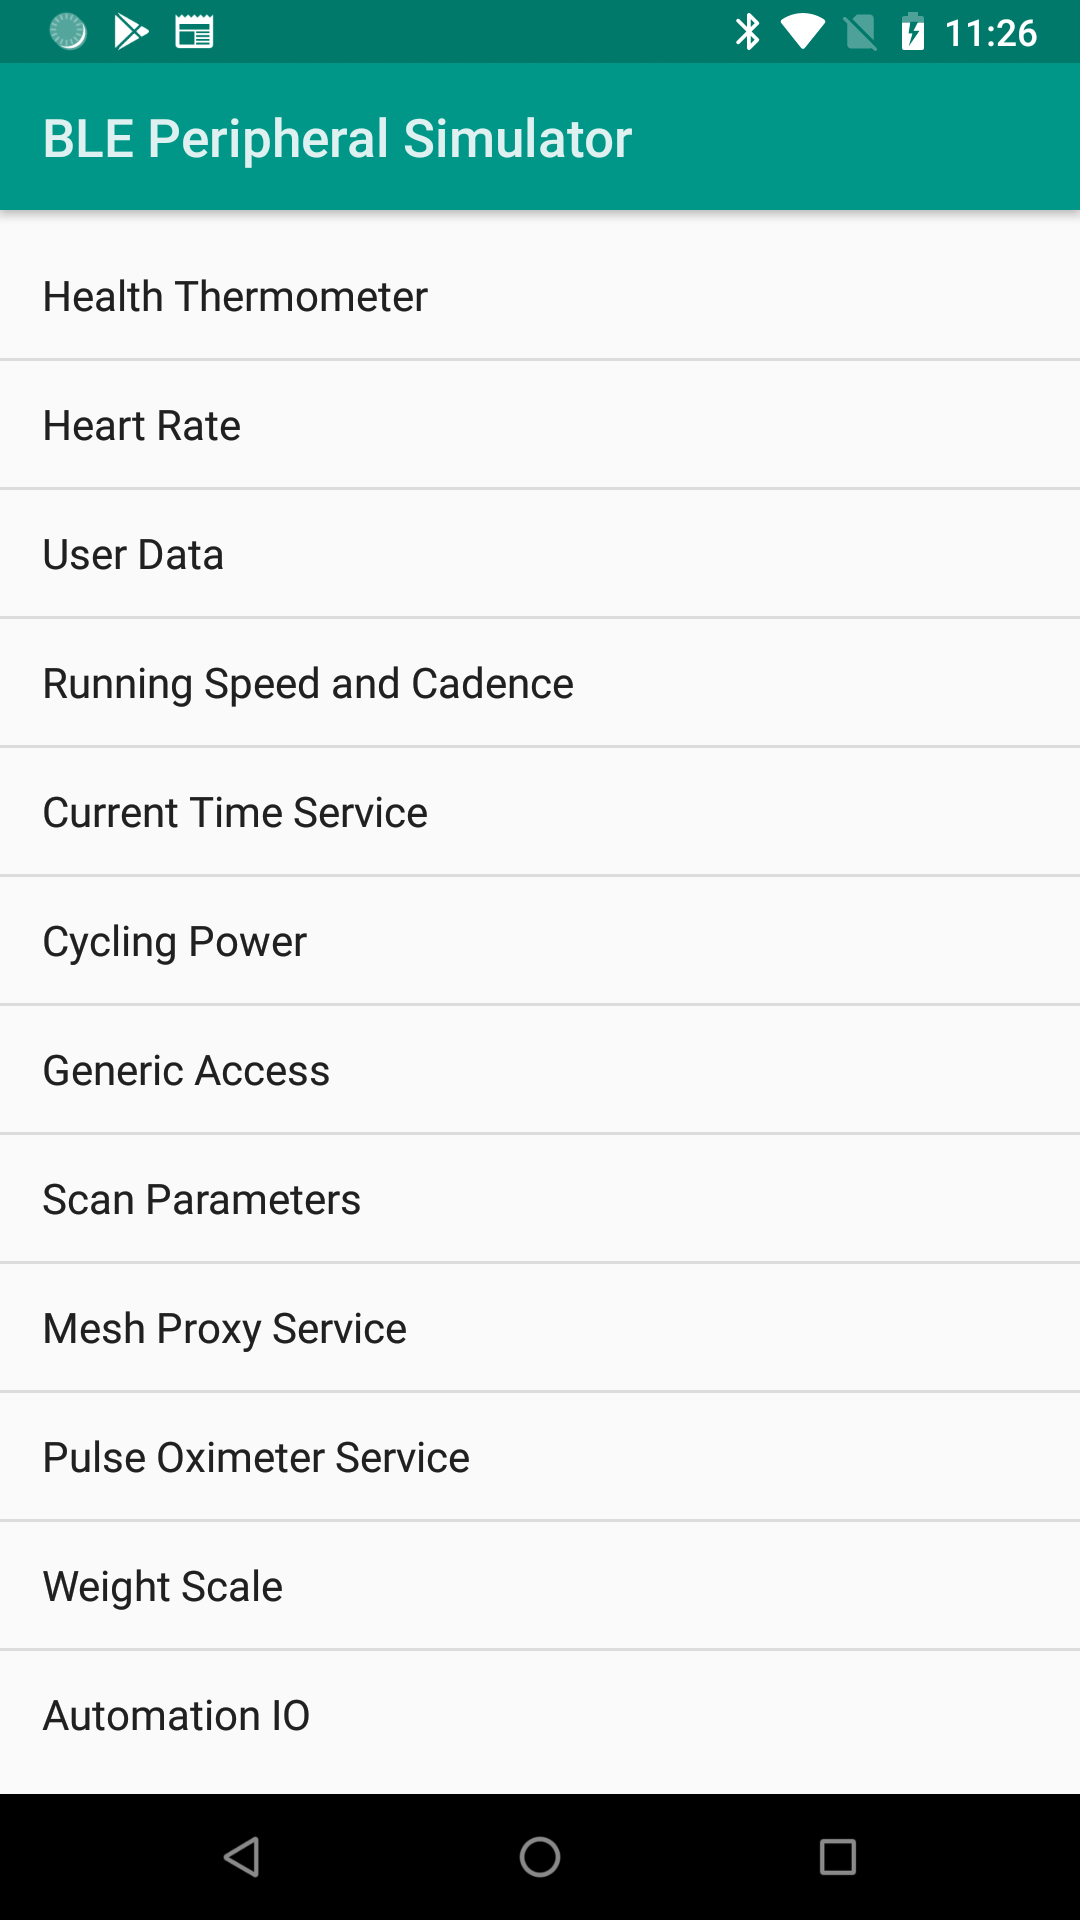 11:26
BLE Peripheral Simulator
Health Thermometer
Heart Rate
User Data
Running Speed and Cadence
Current Time Service
Cycling Power
Generic Access
Scan Parameters
Mesh Proxy Service
Pulse Oximeter Service
Weight Scale
Automation IO